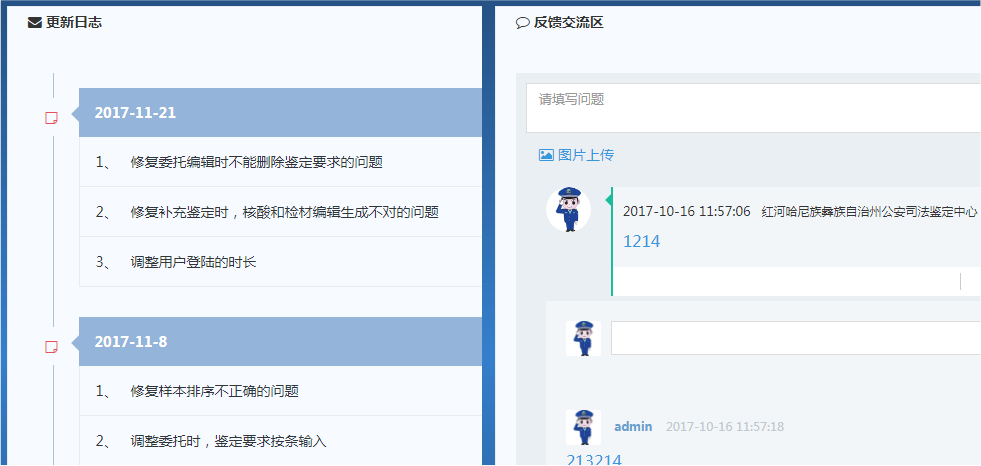 更新日志
2017-11-21
1、 修复委托编辑时不能删除鉴定要求的问题
2、 修复补充鉴定时，核酸和检材编辑生成不对的问题
3、 调整用户登陆的时长
2017-11-8
1、 修复样本排序不正确的问题
2、 调整委托时，鉴定要求按条输入
反馈交流区
请填写问题
图片上传
2017-10-16 11:57:06 红河哈尼族彝族自治州公安司法鉴定中心
1214
admin 2017-10-16 11:57:18
213214